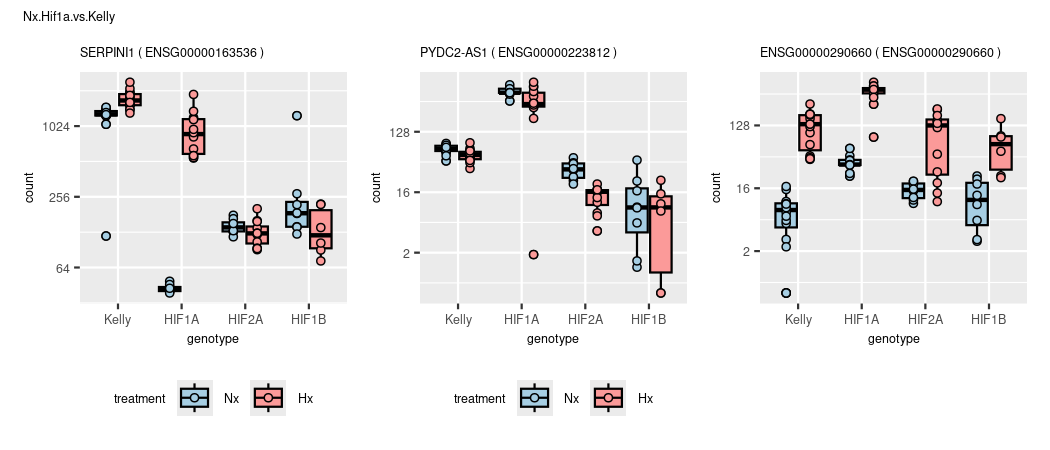 Nx.Hif1a.vs.Kelly
SERPINI1 ( ENSG00000163536 )
PYDC2-AS1 ( ENSG00000223812 )
ENSG00000290660 ( ENSG00000290660 )
count
1024
256
64
Kelly HIF1A HIF2A HIF1B
genotype
count
128
16
2
Kelly HIF1A HIF2A HIF1B
genotype
count
128
16
2
Kelly HIF1A HIF2A HIF1B
genotype
treatment Nx Hx
treatment Nx Hx